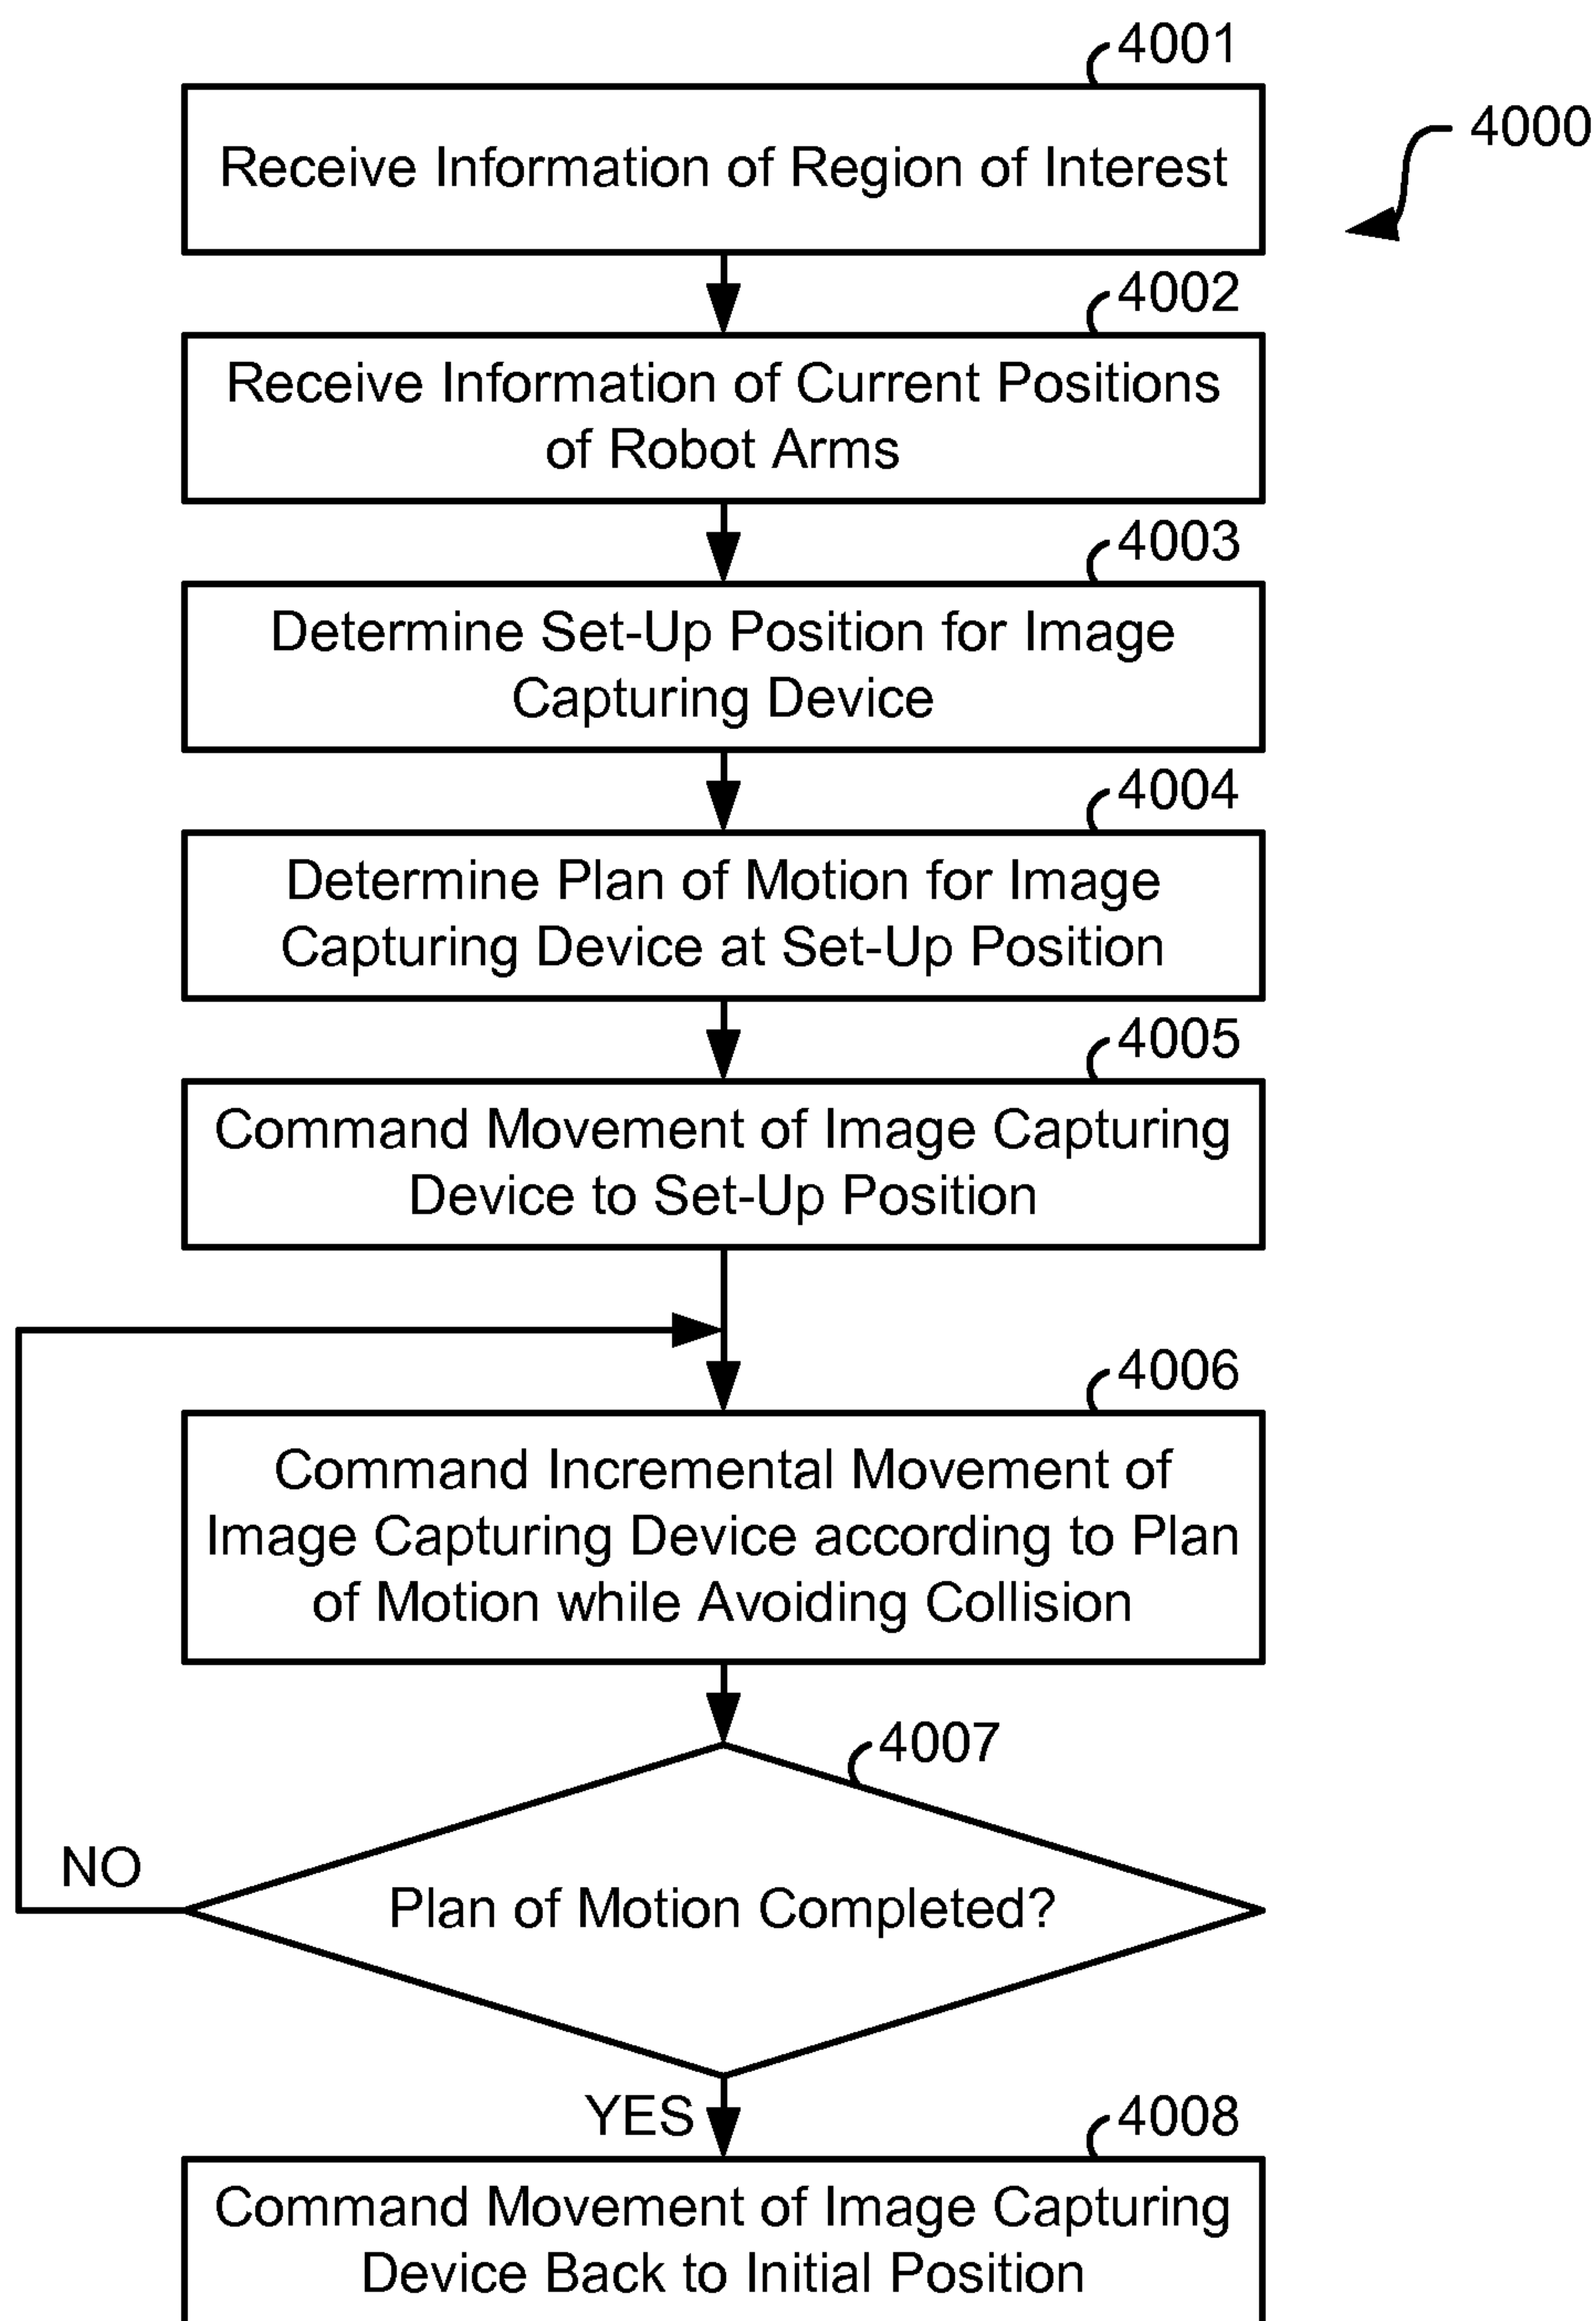 4001
4000
Receive Information of Region of Interest
4002
Receive Information of Current Positions
of Robot Arms
4003
Determine Set-Up Position for Image
Capturing Device
4004
Determine Plan of Motion for Image
Capturing Device at Set-Up Position
4005
Command Movement of Image Capturing
Device to Set-Up Position
4006
Command Incremental Movement of
Image Capturing Device according to Plan
of Motion while Avoiding Collision
4007
NO
Plan of Motion Completed?
YES
4008
Command Movement of Image Capturing
Device Back to Initial Position